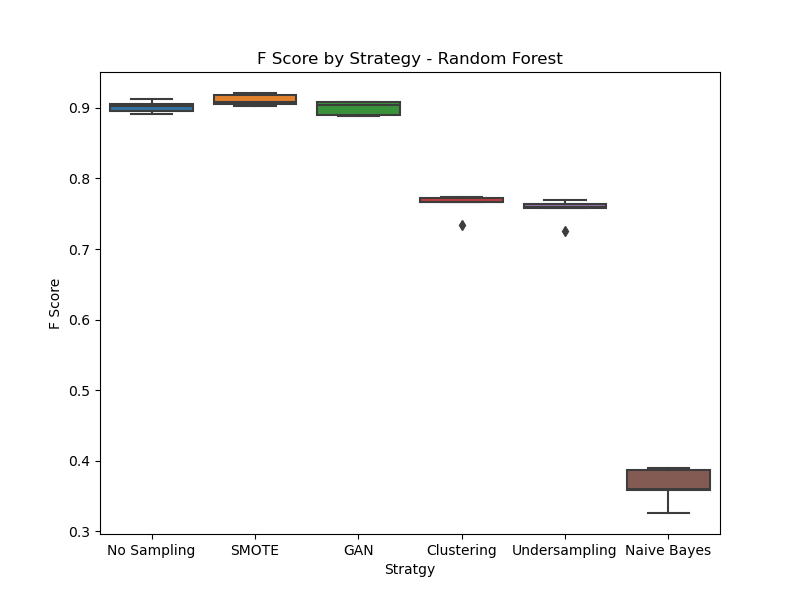 F Score by Strategy - Random Forest
F Score
0.9
0.8
0.7
0.6
0.5
0.4
0.3
No Sampling SMOTE GAN Clustering Undersampling Naive Bayes
Stratgy